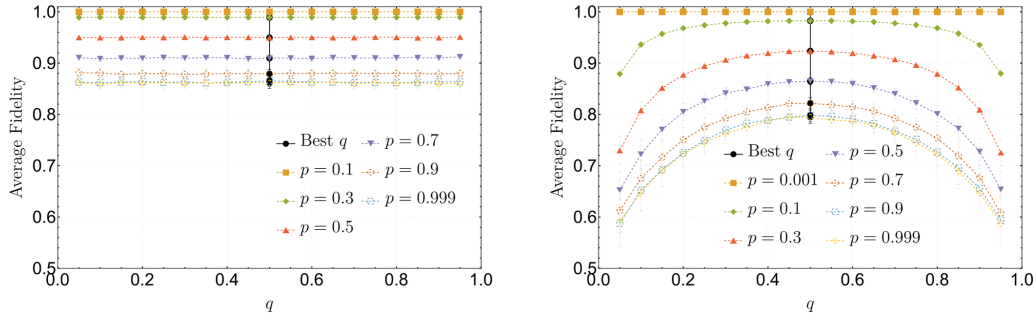 Average Fidelity
1.0
0.9
0.8
0.7
0.6
0.5
0.0
0.2
0.4
0.6
0.8
1.0
q
Best q
p = 0.1
p = 0.3
p = 0.5
p = 0.7
p = 0.9
p = 0.999
Average Fidelity
1.0
0.9
0.8
0.7
0.6
0.5
0.0
0.2
0.4
0.6
0.8
1.0
q
Best q
p = 0.001
p = 0.1
p = 0.3
p = 0.5
p = 0.7
p = 0.9
p = 0.999